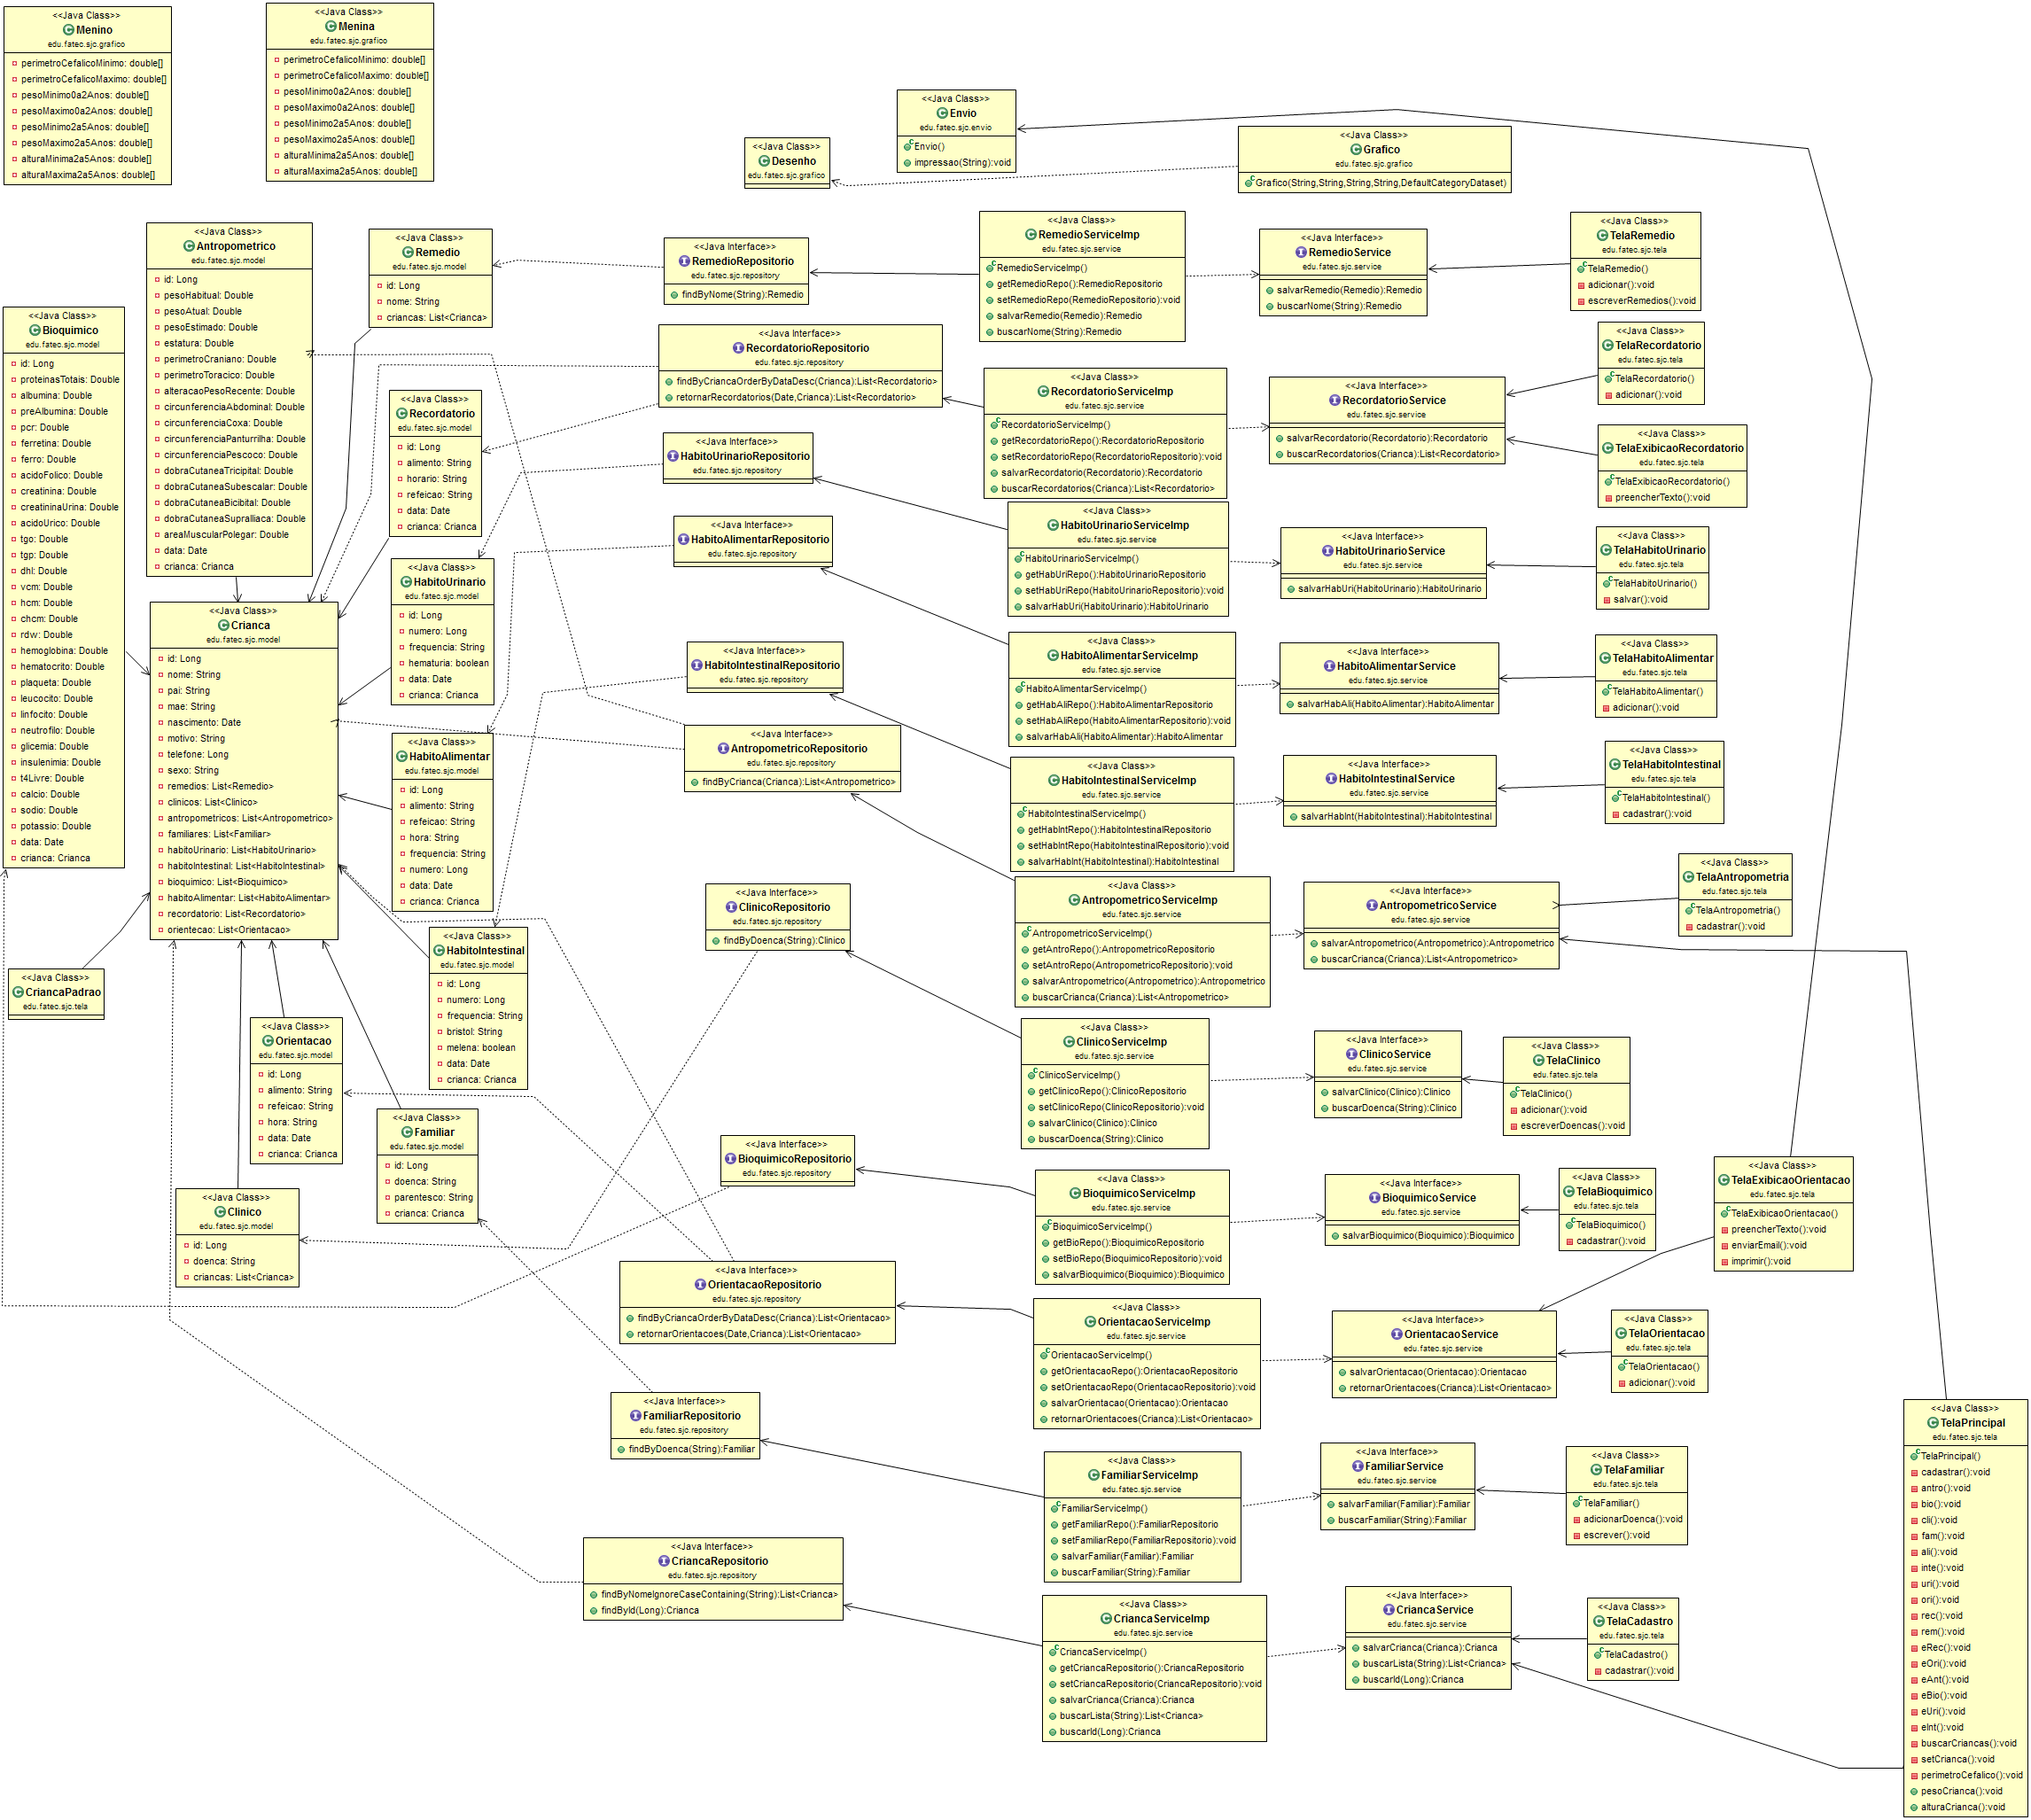 <<Java Class>>
Menino
edu.fatec.sjc.grafico
perimetroCefalicoMinimo: double[]
perimetroCefalicoMaximo: double[]
pesoMinimo0a2Anos: double[]
pesoMaximo0a2Anos: double[]
pesoMinimo2a5Anos: double[]
pesoMaximo2a5Anos: double[]
alturaMinima2a5Anos: double[]
alturaMaxima2a5Anos: double[]
<<Java Class>>
Menina
edu.fatec.sjc.grafico
perimetroCefalicoMinimo: double[]
perimetroCefalicoMaximo: double[]
pesoMinimo0a2Anos: double[]
pesoMaximo0a2Anos: double[]
pesoMinimo2a5Anos: double[]
pesoMaximo2a5Anos: double[]
alturaMinima2a5Anos: double[]
alturaMaxima2a5Anos: double[]
<<Java Class>>
Desenho
edu.fatec.sjc.grafico
<<Java Class>>
Envio
edu.fatec.sjc.envio
Envio()
impressao(String):void
<<Java Class>>
Grafico
edu.fatec.sjc.grafico
Grafico(String,String,String,String,DefaultCategoryDataset)
<<Java Class>>
Bioquimico
edu.fatec.sjc.model
id: Long
proteinasTotais: Double
albumina: Double
preAlbumina: Double
pcr: Double
ferretina: Double
ferro: Double
acidoFolico: Double
creatinina: Double
creatininaUrina: Double
acidoUrico: Double
tgo: Double
tgp: Double
dhl: Double
vcm: Double
hcm: Double
chcm: Double
rdw: Double
hemoglobina: Double
hematocrito: Double
plaqueta: Double
leucocito: Double
linfocito: Double
neutrofilo: Double
glicemia: Double
insulenimia: Double
t4Livre: Double
calcio: Double
sodio: Double
potassio: Double
data: Date
crianca: Crianca
<<Java Class>>
Antropometrico
edu.fatec.sjc.model
id: Long
pesoHabitual: Double
pesoAtual: Double
pesoEstimado: Double
estatura: Double
perimetroCraniano: Double
perimetroToracico: Double
alteracaoPesoRecente: Double
circunferenciaAbdominal: Double
circunferenciaCoxa: Double
circunferenciaPanturrilha: Double
circunferenciaPescoco: Double
dobraCutaneaTricipital: Double
dobraCutaneaSubescalar: Double
dobraCutaneaBicibital: Double
dobraCutaneaSupraIliaca: Double
areaMuscularPolegar: Double
data: Date
crianca: Crianca
<<Java Class>>
Crianca
edu.fatec.sjc.model
id: Long
nome: String
pai: String
mae: String
nascimento: Date
motivo: String
telefone: Long
sexo: String
remedios: List<Remedio>
clinicos: List<Clinico>
antropometricos: List<Antropometrico>
familiares: List<Familiar>
habitoUrinario: List<HabitoUrinario>
habitoIntestinal: List<HabitoIntestinal>
bioquimico: List<Bioquimico>
habitoAlimentar: List<HabitoAlimentar>
recordatorio: List<Recordatorio>
orientecao: List<Orientacao>
<<Java Class>>
CriancaPadrao
edu.fatec.sjc.tela
<<Java Class>>
Orientacao
edu.fatec.sjc.model
id: Long
alimento: String
refeicao: String
hora: String
data: Date
crianca: Crianca
<<Java Class>>
Clinico
edu.fatec.sjc.model
id: Long
doenca: String
criancas: List<Crianca>
<<Java Class>>
Remedio
edu.fatec.sjc.model
id: Long
nome: String
criancas: List<Crianca>
<<Java Class>>
Recordatorio
edu.fatec.sjc.model
id: Long
alimento: String
horario: String
refeicao: String
data: Date
crianca: Crianca
<<Java Class>>
HabitoUrinario
edu.fatec.sjc.model
id: Long
numero: Long
frequencia: String
hematuria: boolean
data: Date
crianca: Crianca
<<Java Class>>
HabitoAlimentar
edu.fatec.sjc.model
id: Long
alimento: String
refeicao: String
hora: String
frequencia: String
numero: Long
data: Date
crianca: Crianca
<<Java Class>>
HabitoIntestinal
edu.fatec.sjc.model
id: Long
numero: Long
frequencia: String
bristol: String
melena: boolean
data: Date
crianca: Crianca
<<Java Class>>
Familiar
edu.fatec.sjc.model
id: Long
doenca: String
parentesco: String
crianca: Crianca
<<Java Interface>>
RemedioRepositorio
edu.fatec.sjc.repository
findByNome(String):Remedio
<<Java Interface>>
RecordatorioRepositorio
edu.fatec.sjc.repository
findByCriancaOrderByDataDesc(Crianca):List<Recordatorio>
retornarRecordatorios(Date,Crianca):List<Recordatorio>
<<Java Interface>>
HabitoUrinarioRepositorio
edu.fatec.sjc.repository
<<Java Interface>>
HabitoAlimentarRepositorio
edu.fatec.sjc.repository
<<Java Interface>>
HabitoIntestinalRepositorio
edu.fatec.sjc.repository
<<Java Interface>>
AntropometricoRepositorio
edu.fatec.sjc.repository
findByCrianca(Crianca):List<Antropometrico>
<<Java Interface>>
ClinicoRepositorio
edu.fatec.sjc.repository
findByDoenca(String):Clinico
<<Java Interface>>
BioquimicoRepositorio
edu.fatec.sjc.repository
<<Java Interface>>
OrientacaoRepositorio
edu.fatec.sjc.repository
findByCriancaOrderByDataDesc(Crianca):List<Orientacao>
retornarOrientacoes(Date,Crianca):List<Orientacao>
<<Java Interface>>
FamiliarRepositorio
edu.fatec.sjc.repository
findByDoenca(String):Familiar
<<Java Interface>>
CriancaRepositorio
edu.fatec.sjc.repository
findByNomeIgnoreCaseContaining(String):List<Crianca>
findById(Long):Crianca
<<Java Class>>
RemedioServiceImp
edu.fatec.sjc.service
RemedioServiceImp()
getRemedioRepo():RemedioRepositorio
setRemedioRepo(RemedioRepositorio):void
salvarRemedio(Remedio):Remedio
buscarNome(String):Remedio
<<Java Class>>
RecordatorioServiceImp
edu.fatec.sjc.service
RecordatorioServiceImp()
getRecordatorioRepo():RecordatorioRepositorio
setRecordatorioRepo(RecordatorioRepositorio):void
salvarRecordatorio(Recordatorio):Recordatorio
buscarRecordatorios(Crianca):List<Recordatorio>
<<Java Class>>
HabitoUrinarioServiceImp
edu.fatec.sjc.service
HabitoUrinarioServiceImp()
getHabUriRepo():HabitoUrinarioRepositorio
setHabUriRepo(HabitoUrinarioRepositorio):void
salvarHabUri(HabitoUrinario):HabitoUrinario
<<Java Class>>
HabitoAlimentarServiceImp
edu.fatec.sjc.service
HabitoAlimentarServiceImp()
getHabAliRepo():HabitoAlimentarRepositorio
setHabAliRepo(HabitoAlimentarRepositorio):void
salvarHabAli(HabitoAlimentar):HabitoAlimentar
<<Java Class>>
HabitoIntestinalServiceImp
edu.fatec.sjc.service
HabitoIntestinalServiceImp()
getHabIntRepo():HabitoIntestinalRepositorio
setHabIntRepo(HabitoIntestinalRepositorio):void
salvarHabInt(HabitoIntestinal):HabitoIntestinal
<<Java Class>>
AntropometricoServiceImp
edu.fatec.sjc.service
AntropometricoServiceImp()
getAntroRepo():AntropometricoRepositorio
setAntroRepo(AntropometricoRepositorio):void
salvarAntropometrico(Antropometrico):Antropometrico
buscarCrianca(Crianca):List<Antropometrico>
<<Java Class>>
ClinicoServiceImp
edu.fatec.sjc.service
ClinicoServiceImp()
getClinicoRepo():ClinicoRepositorio
setClinicoRepo(ClinicoRepositorio):void
salvarClinico(Clinico):Clinico
buscarDoenca(String):Clinico
<<Java Class>>
BioquimicoServiceImp
edu.fatec.sjc.service
BioquimicoServiceImp()
getBioRepo():BioquimicoRepositorio
setBioRepo(BioquimicoRepositorio):void
salvarBioquimico(Bioquimico):Bioquimico
<<Java Class>>
OrientacaoServiceImp
edu.fatec.sjc.service
OrientacaoServiceImp()
getOrientacaoRepo():OrientacaoRepositorio
setOrientacaoRepo(OrientacaoRepositorio):void
salvarOrientacao(Orientacao):Orientacao
retornarOrientacoes(Crianca):List<Orientacao>
<<Java Class>>
FamiliarServiceImp
edu.fatec.sjc.service
FamiliarServiceImp()
getFamiliarRepo():FamiliarRepositorio
setFamiliarRepo(FamiliarRepositorio):void
salvarFamiliar(Familiar):Familiar
buscarFamiliar(String):Familiar
<<Java Class>>
CriancaServiceImp
edu.fatec.sjc.service
CriancaServiceImp()
getCriancaRepositorio():CriancaRepositorio
setCriancaRepositorio(CriancaRepositorio):void
salvarCrianca(Crianca):Crianca
buscarLista(String):List<Crianca>
buscarId(Long):Crianca
<<Java Interface>>
RemedioService
edu.fatec.sjc.service
salvarRemedio(Remedio):Remedio
buscarNome(String):Remedio
<<Java Interface>>
RecordatorioService
edu.fatec.sjc.service
salvarRecordatorio(Recordatorio):Recordatorio
buscarRecordatorios(Crianca):List<Recordatorio>
<<Java Interface>>
HabitoUrinarioService
edu.fatec.sjc.service
salvarHabUri(HabitoUrinario):HabitoUrinario
<<Java Interface>>
HabitoAlimentarService
edu.fatec.sjc.service
salvarHabAli(HabitoAlimentar):HabitoAlimentar
<<Java Interface>>
HabitoIntestinalService
edu.fatec.sjc.service
salvarHabInt(HabitoIntestinal):HabitoIntestinal
<<Java Interface>>
AntropometricoService
edu.fatec.sjc.service
salvarAntropometrico(Antropometrico):Antropometrico
buscarCrianca(Crianca):List<Antropometrico>
<<Java Interface>>
ClinicoService
edu.fatec.sjc.service
salvarClinico(Clinico):Clinico
buscarDoenca(String):Clinico
<<Java Interface>>
BioquimicoService
edu.fatec.sjc.service
salvarBioquimico(Bioquimico):Bioquimico
<<Java Interface>>
OrientacaoService
edu.fatec.sjc.service
salvarOrientacao(Orientacao):Orientacao
retornarOrientacoes(Crianca):List<Orientacao>
<<Java Interface>>
FamiliarService
edu.fatec.sjc.service
salvarFamiliar(Familiar):Familiar
buscarFamiliar(String):Familiar
<<Java Interface>>
CriancaService
edu.fatec.sjc.service
salvarCrianca(Crianca):Crianca
buscarLista(String):List<Crianca>
buscarId(Long):Crianca
<<Java Class>>
TelaRemedio
edu.fatec.sjc.tela
TelaRemedio()
adicionar():void
escreverRemedios():void
<<Java Class>>
TelaRecordatorio
edu.fatec.sjc.tela
TelaRecordatorio()
adicionar():void
<<Java Class>>
TelaExibicaoRecordatorio
edu.fatec.sjc.tela
TelaExibicaoRecordatorio()
preencherTexto():void
<<Java Class>>
TelaHabitoUrinario
edu.fatec.sjc.tela
TelaHabitoUrinario()
salvar():void
<<Java Class>>
TelaHabitoAlimentar
edu.fatec.sjc.tela
TelaHabitoAlimentar()
adicionar():void
<<Java Class>>
TelaHabitoIntestinal
edu.fatec.sjc.tela
TelaHabitoIntestinal()
cadastrar():void
<<Java Class>>
TelaAntropometria
edu.fatec.sjc.tela
TelaAntropometria()
cadastrar():void
<<Java Class>>
TelaClinico
edu.fatec.sjc.tela
TelaClinico()
adicionar():void
escreverDoencas():void
<<Java Class>>
TelaBioquimico
edu.fatec.sjc.tela
TelaBioquimico()
cadastrar():void
<<Java Class>>
TelaExibicaoOrientacao
edu.fatec.sjc.tela
TelaExibicaoOrientacao()
preencherTexto():void
enviarEmail():void
imprimir():void
<<Java Class>>
TelaOrientacao
edu.fatec.sjc.tela
TelaOrientacao()
adicionar():void
<<Java Class>>
TelaFamiliar
edu.fatec.sjc.tela
TelaFamiliar()
adicionarDoenca():void
escrever():void
<<Java Class>>
TelaCadastro
edu.fatec.sjc.tela
TelaCadastro()
cadastrar():void
<<Java Class>>
TelaPrincipal
edu.fatec.sjc.tela
TelaPrincipal()
cadastrar():void
antro():void
bio():void
cli():void
fam():void
ali():void
inte():void
uri():void
ori():void
rec():void
rem():void
eRec():void
eOri():void
eAnt():void
eBio():void
eUri():void
eInt():void
buscarCriancas():void
setCrianca():void
perimetroCefalico():void
pesoCrianca():void
alturaCrianca():void